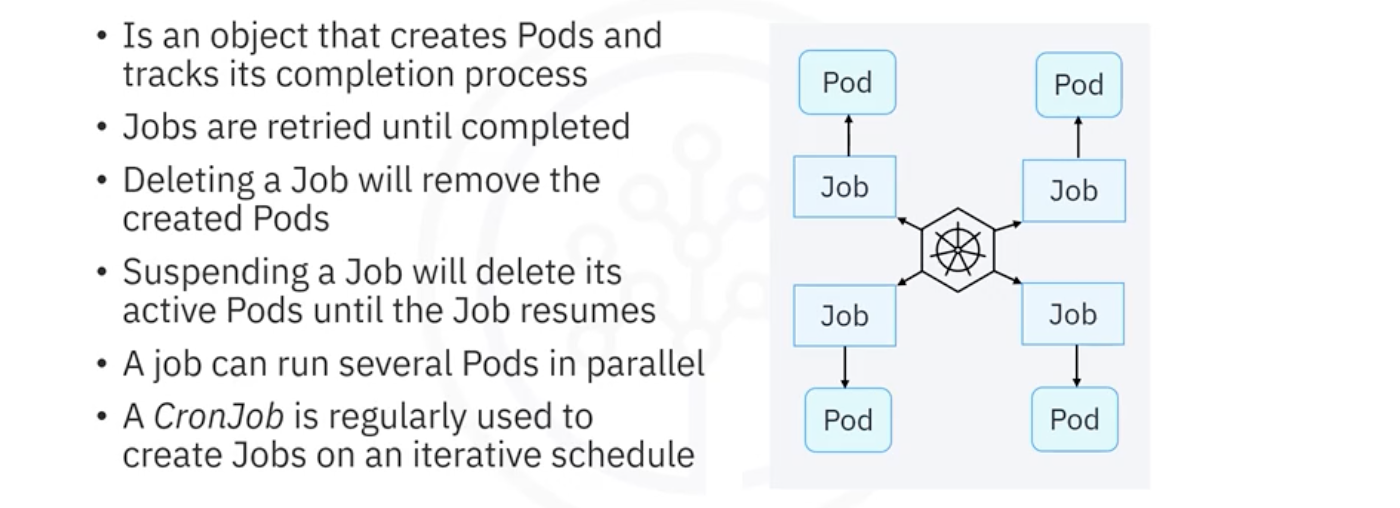 • Is an object that creates Pods and
tracks its completion process
• Jobs are retried until completed
• Deleting a Job will remove the
created Pods
• Suspending a Job will delete its
active Pods until the Job resumes
• A job can run several Pods in parallel
• A CronJob is regularly used to
create Jobs on an iterative schedule
Pod
Pod
Job
Job
Job
Job
Pod
Pod